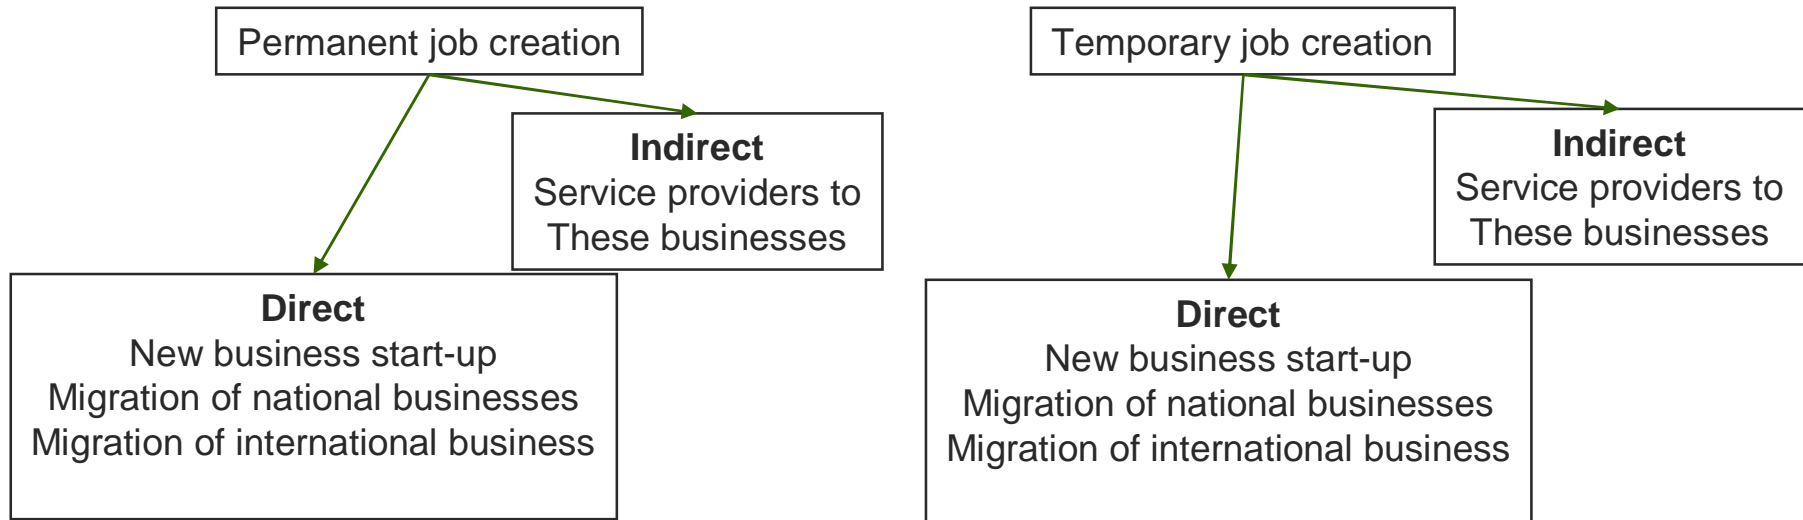 Permanent job creation
Indirect
Service providers to
These businesses
Direct
New business start-up
Migration of national businesses
Migration of international business
Temporary job creation
Indirect
Service providers to
These businesses
Direct
New business start-up
Migration of national businesses
Migration of international business